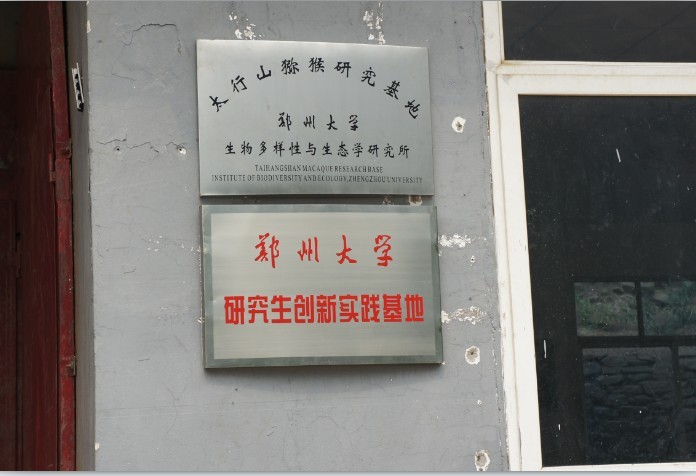 太行山猕猴研究基地
郑州大学
生物多样性与生态学研究所
TAIHANGSHAN MACAQUE RESEARCH BASE
INSTITUTE OF BIODIVERSITY AND ECOLOGY, ZHENGZHOU UNIVERSITY
郑州大学
研究生创新实践基地